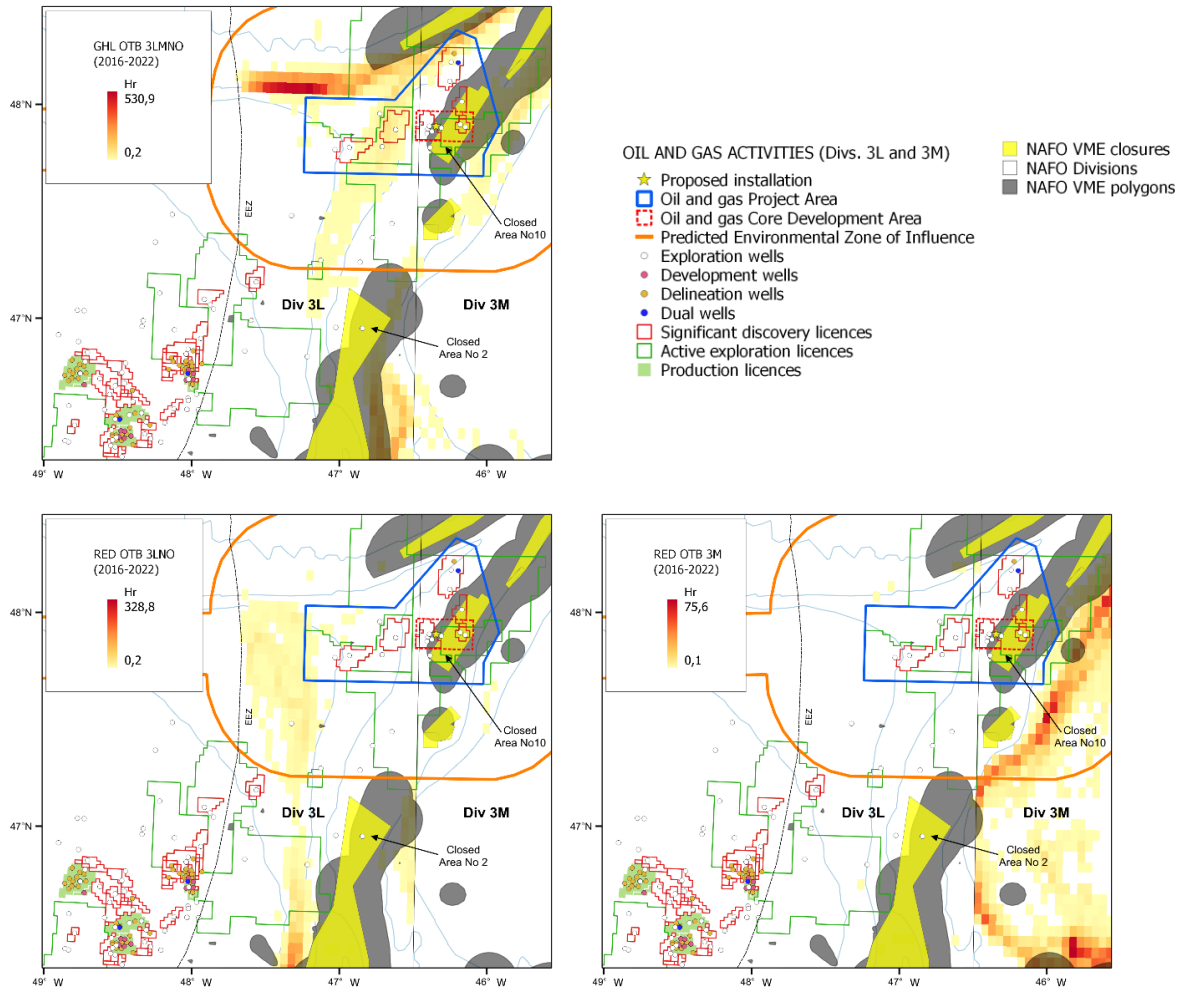 GHL OTB 3LMNO
(2016-2022)
Hr
530,9
0,2
48°N
47°N
EEZ
Closed
Area No10
Div 3L
Div 3M
Closed
Area No 2
49° W
48° W
47° W
46° W
OIL AND GAS ACTIVITIES (Divs. 3L and 3M)
Proposed installation
Oil and gas Project Area
Oil and gas Core Development Area
Predicted Environmental Zone of Influence
Exploration wells
Development wells
Delineation wells
Dual wells
Significant discovery licences
Active exploration licences
Production licences
NAFO VME closures
NAFO Divisions
NAFO VME polygons
RED OTB 3LNO
(2016-2022)
Hr
328,8
0,2
48°N
47°N
EEZ
Closed
Area No10
Div 3L
Div 3M
Closed
Area No 2
49° W
48° W
47° W
46° W
RED OTB 3M
(2016-2022)
Hr
75,6
0,1
48°N
47°N
EEZ
Closed
Area No10
Div 3L
Div 3M
Closed
Area No 2
49° W
48° W
47° W
46° W